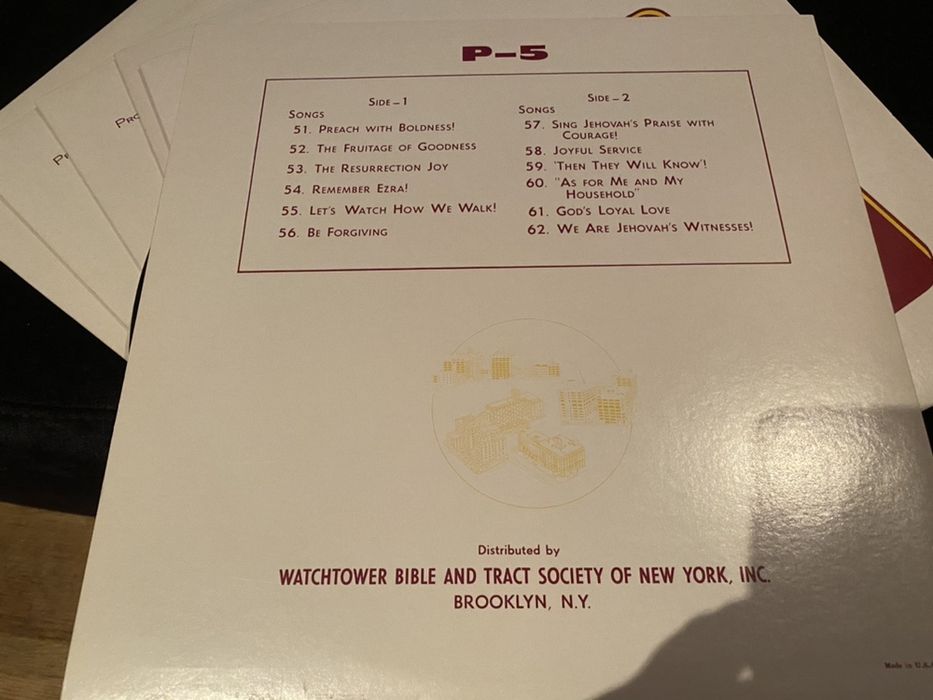 P-5
SIDE – 1
SONGS
51. PREACH WITH BOLDNESS!
52. THE FRUITAGE OF GOODNESS
53. THE RESURRECTION JOY
54. REMEMBER EZRA!
55. LET'S WATCH HOW WE WALK!
56. BE FORGIVING
SIDE – 2
SONGS
57. SING JEHOVAH'S PRAISE WITH
COURAGE!
58. JOYFUL SERVICE
59. 'THEN THEY WILL KNOW'!
60. "AS FOR ME AND MY
HOUSEHOLD"
61. GOD'S LOYAL LOVE
62. WE ARE JEHOVAH'S WITNESSES!
Distributed by
WATCHTOWER BIBLE AND TRACT SOCIETY OF NEW YORK, INC.
BROOKLYN, N.Y.
Made in U.S.A